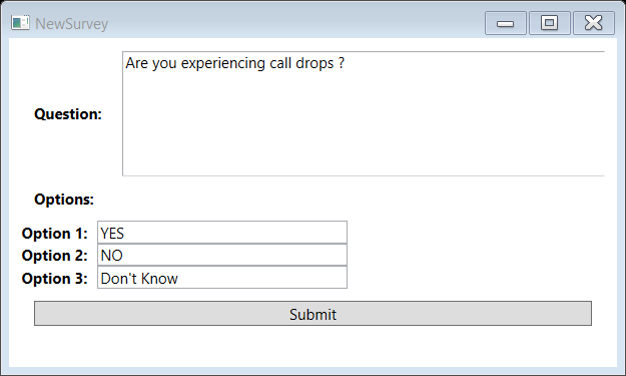 NewSurvey
Question: Are you experiencing call drops ?
Options:
Option 1: YES
Option 2: NO
Option 3: Don't Know
Submit